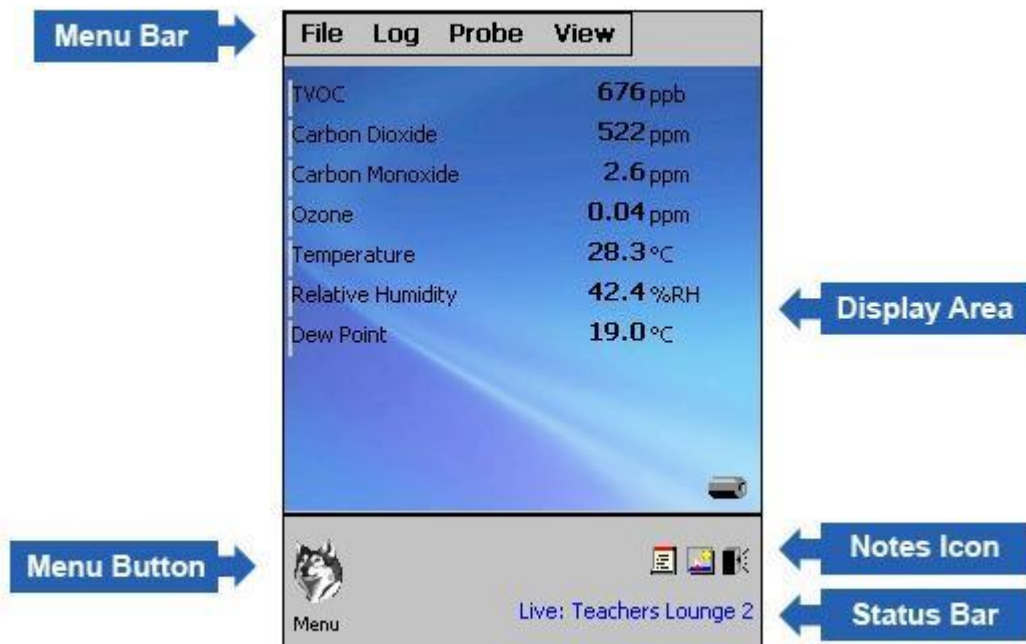 Menu Bar
File Log Probe View
TVOC 676 ppb
Carbon Dioxide 522 ppm
Carbon Monoxide 2.6 ppm
Ozone 0.04 ppm
Temperature 28.3 °C
Relative Humidity 42.4 %RH
Display Area
Dew Point 19.0 °C
Notes Icon
Menu Button
Live: Teachers Lounge 2
Status Bar
Menu